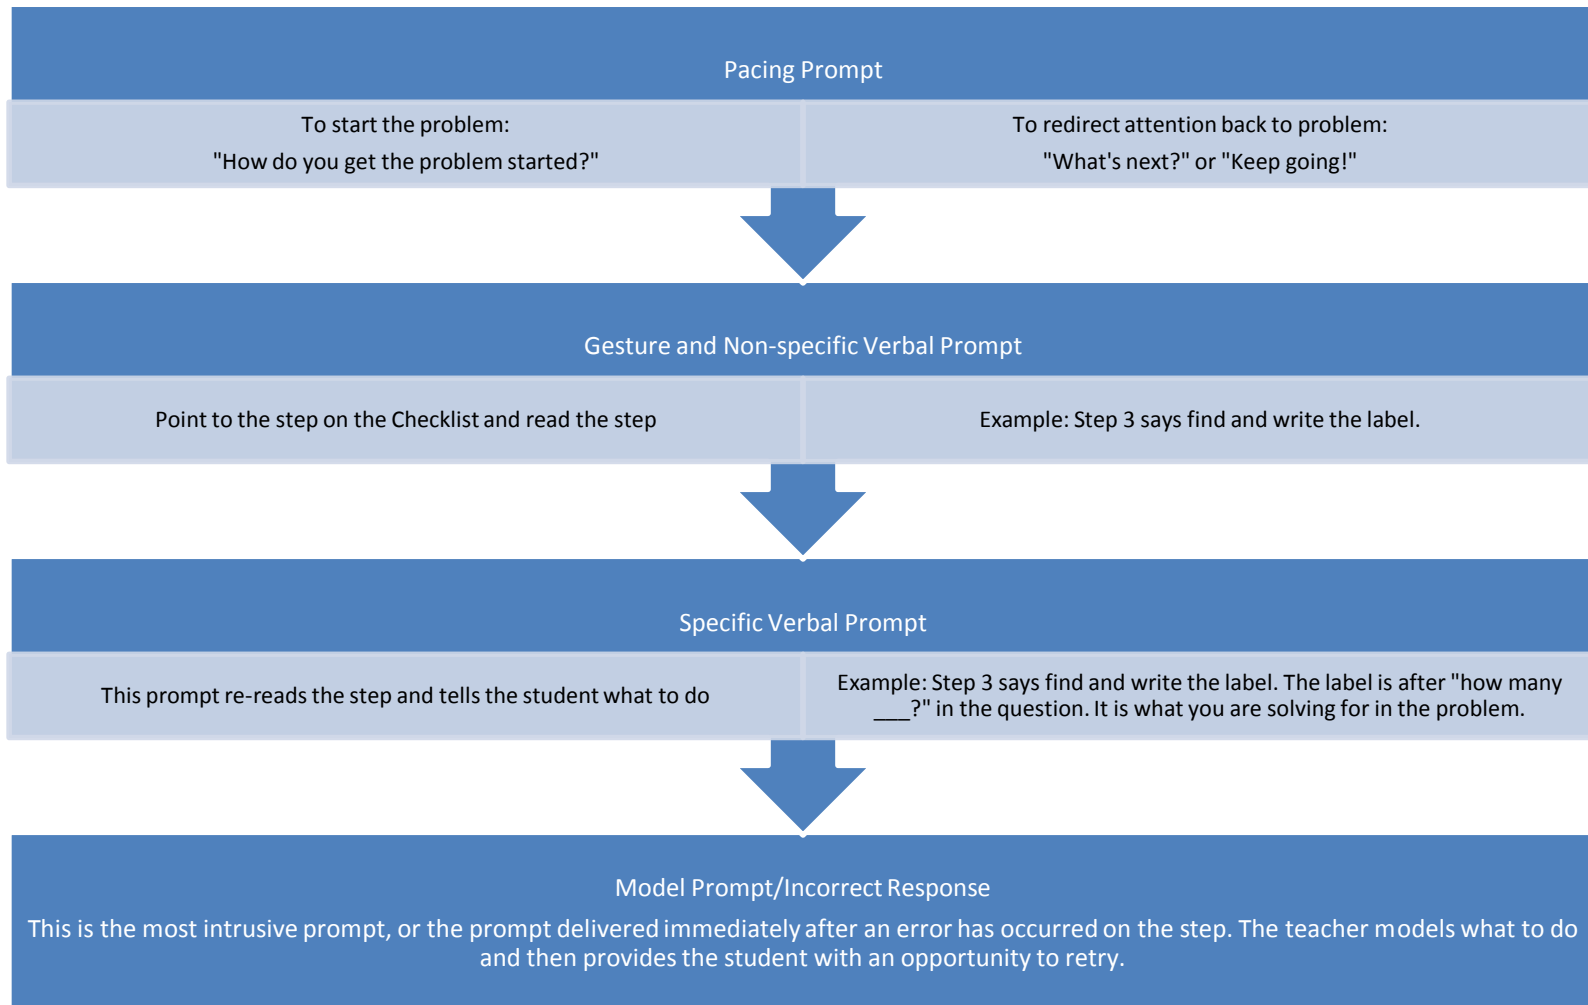 Pacing Prompt
To start the problem:
"How do you get the problem started?"
To redirect attention back to problem:
"What's next?" or "Keep going!"
Gesture and Non-specific Verbal Prompt
Point to the step on the Checklist and read the step
Example: Step 3 says find and write the label.
Specific Verbal Prompt
This prompt re-reads the step and tells the student what to do
Example: Step 3 says find and write the label. The label is after "how many
___?" in the question. It is what you are solving for in the problem.
Model Prompt/Incorrect Response
This is the most intrusive prompt, or the prompt delivered immediately after an error has occurred on the step. The teacher models what to do
and then provides the student with an opportunity to retry.